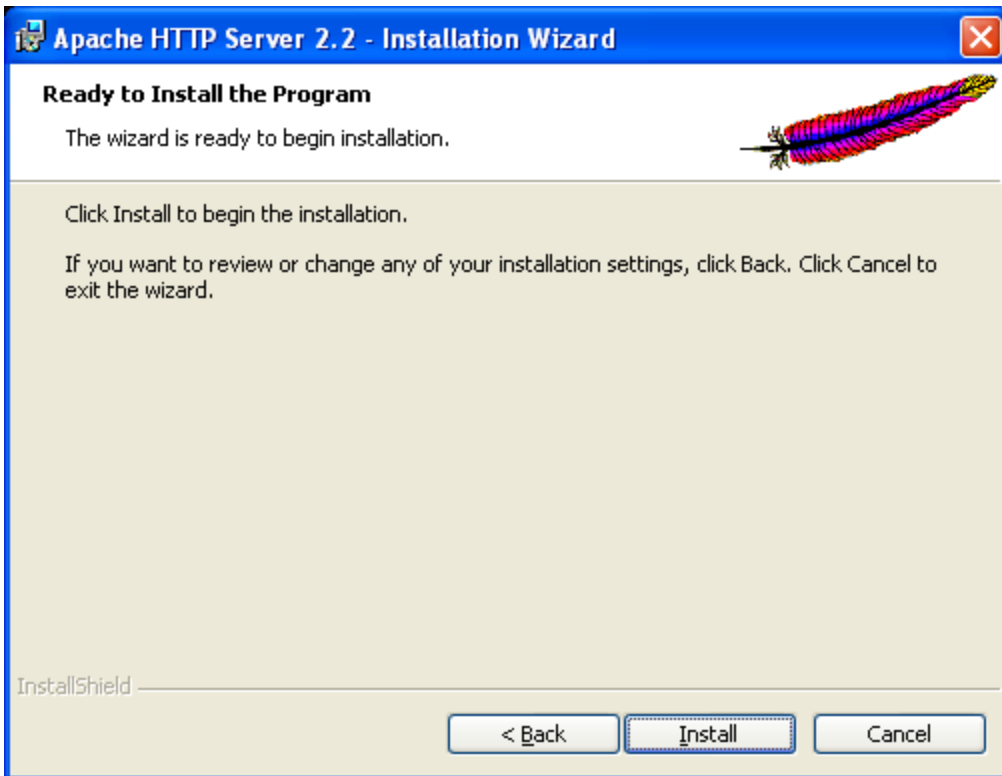 Apache HTTP Server 2.2 - Installation Wizard
Ready to Install the Program
The wizard is ready to begin installation.
Click Install to begin the installation.
If you want to review or change any of your installation settings, click Back. Click Cancel to
exit the wizard.
InstallShield
< Back
Install
Cancel